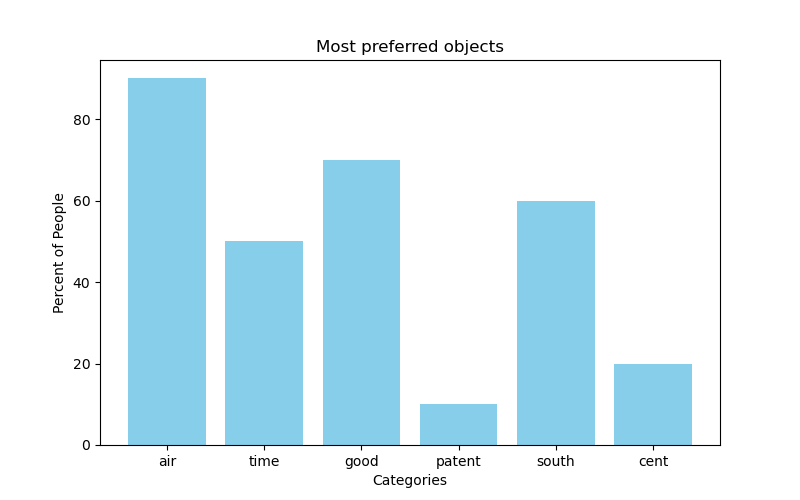 Most preferred objects
Percent of People
80
60
40
20
0
air time good patent south cent
Categories